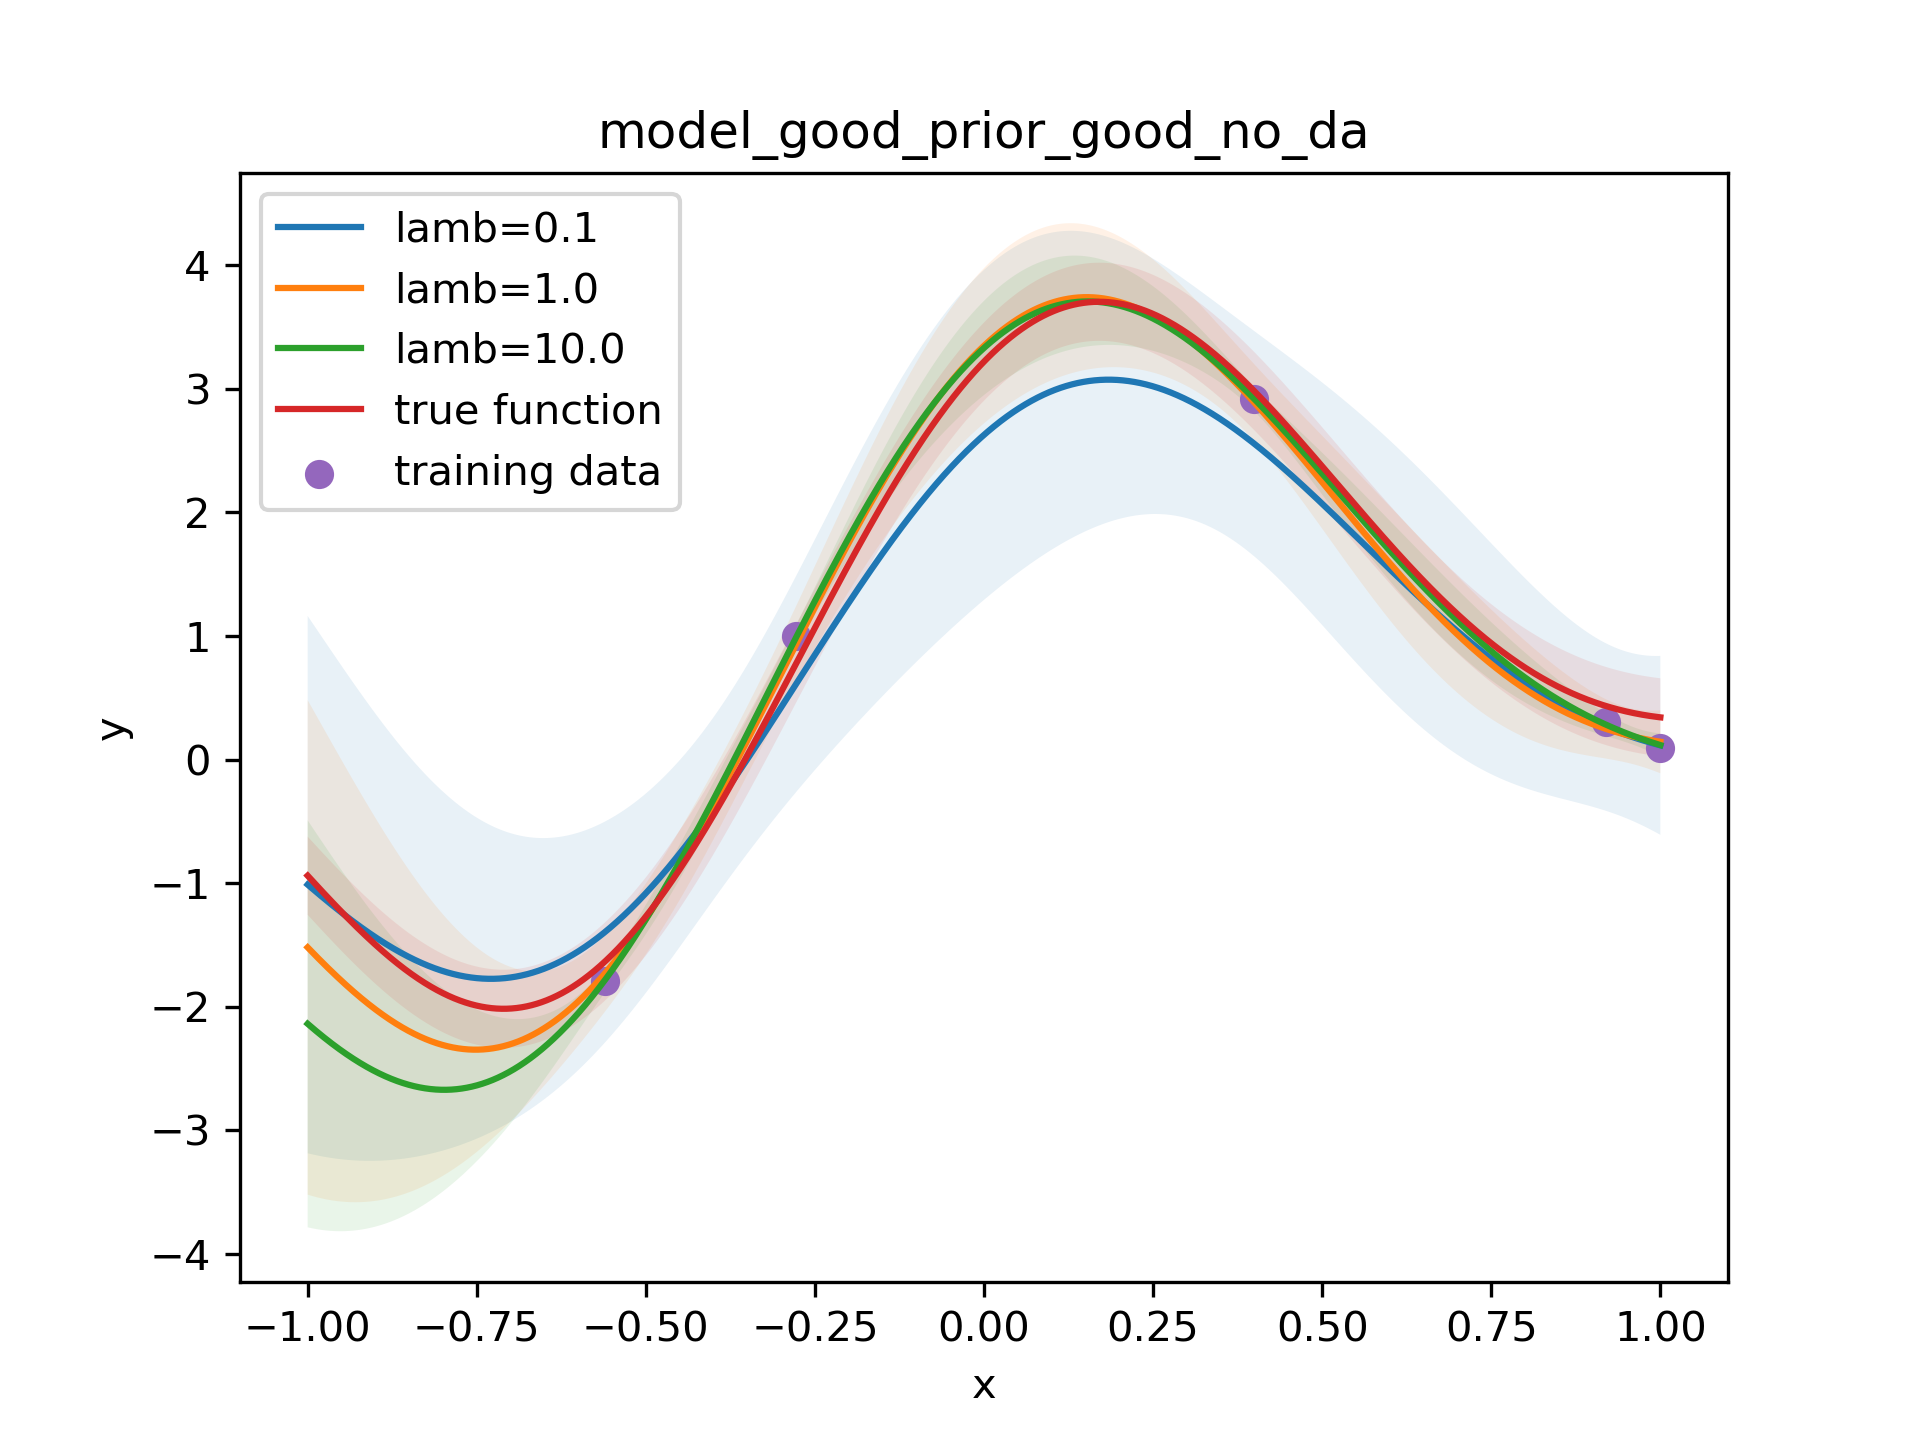 model_good_prior_good_no_da
lamb=0.1
lamb=1.0
lamb=10.0
true function
training data
4
3
2
1
0
−1
−2
−3
−4
y
−1.00 −0.75 −0.50 −0.25 0.00 0.25 0.50 0.75 1.00
x